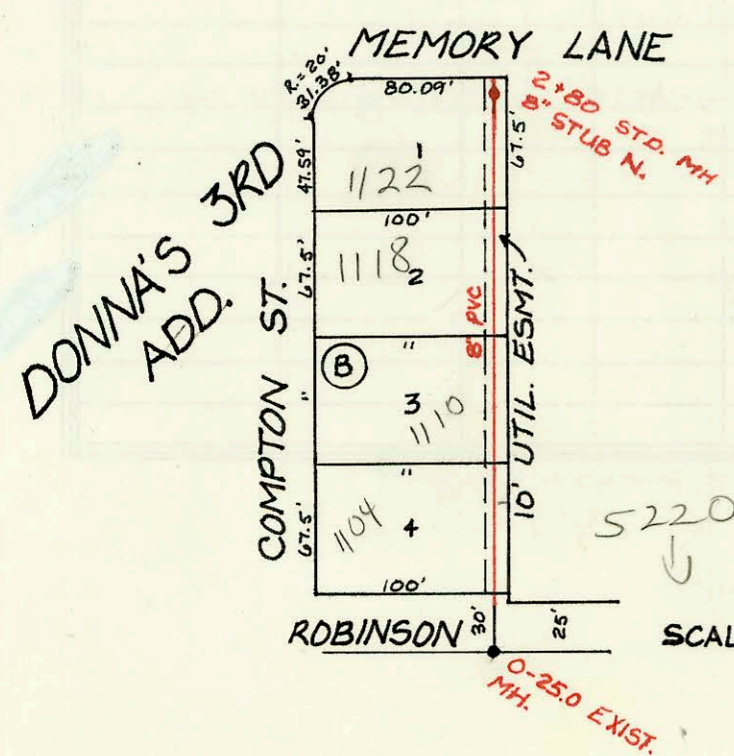 MEMORY LANE
R.=20'
31.38'
80.09'
2+80 STD. MH
8" STUB N.
67.5'
47.59'
1
1122
DONNA'S 3RD
ADD.
100'
1118
2
67.5'
COMPTON ST.
8" PVC
10' UTIL. ESMT.
"
B
"
3
1110
"
67.5'
1104
4
100'
5220
ROBINSON
30'
25'
SCAL
0-25.0 EXIST.
MH.